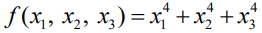 f(x₁, x₂, x₃) = x₁⁴ + x₂⁴ + x₃⁴